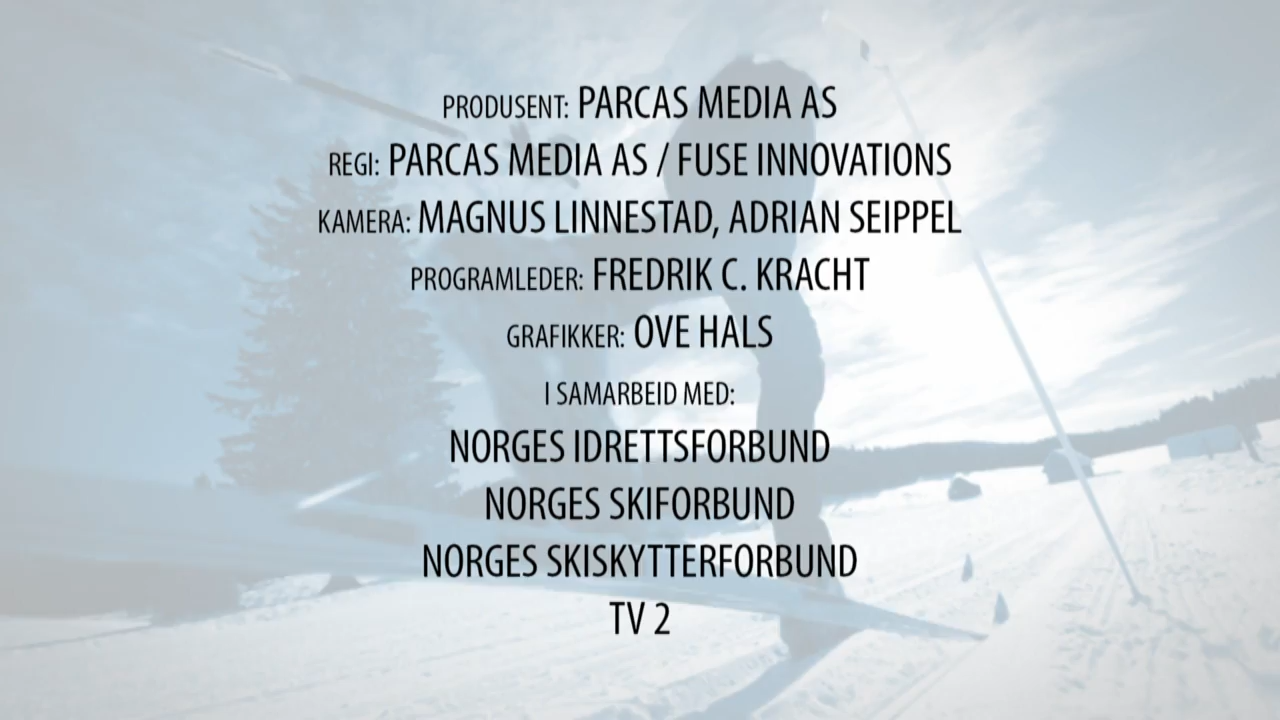 PRODUSENT: PARCAS MEDIA AS
REGI: PARCAS MEDIA AS / FUSE INNOVATIONS
KAMERA: MAGNUS LINNESTAD, ADRIAN SEIPPEL
PROGRAMLEDER: FREDRIK C. KRACHT
GRAFIKKER: OVE HALS
I SAMARBEID MED:
NORGES IDRETTSFORBUND
NORGES SKIFORBUND
NORGES SKISKYTTERFORBUND
TV 2